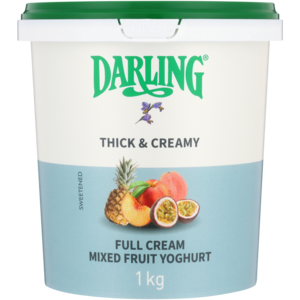 DARLING®
THICK & CREAMY
SWEETENED
FULL CREAM
MIXED FRUIT YOGHURT
1 kg